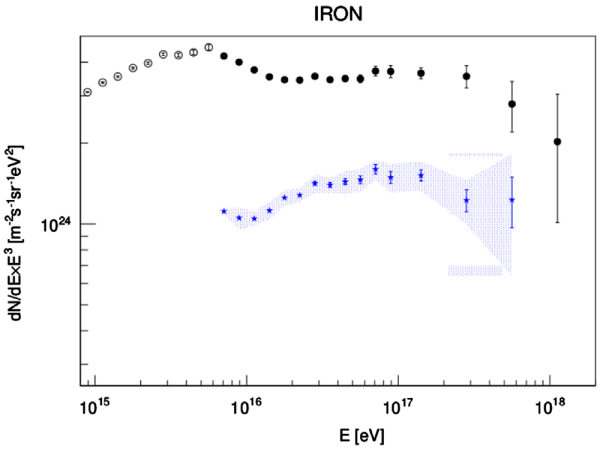 IRON
dN/dE×E³ [m⁻²s⁻¹sr⁻¹eV²]
10²⁴
10¹⁵ 10¹⁶ 10¹⁷ 10¹⁸
E [eV]